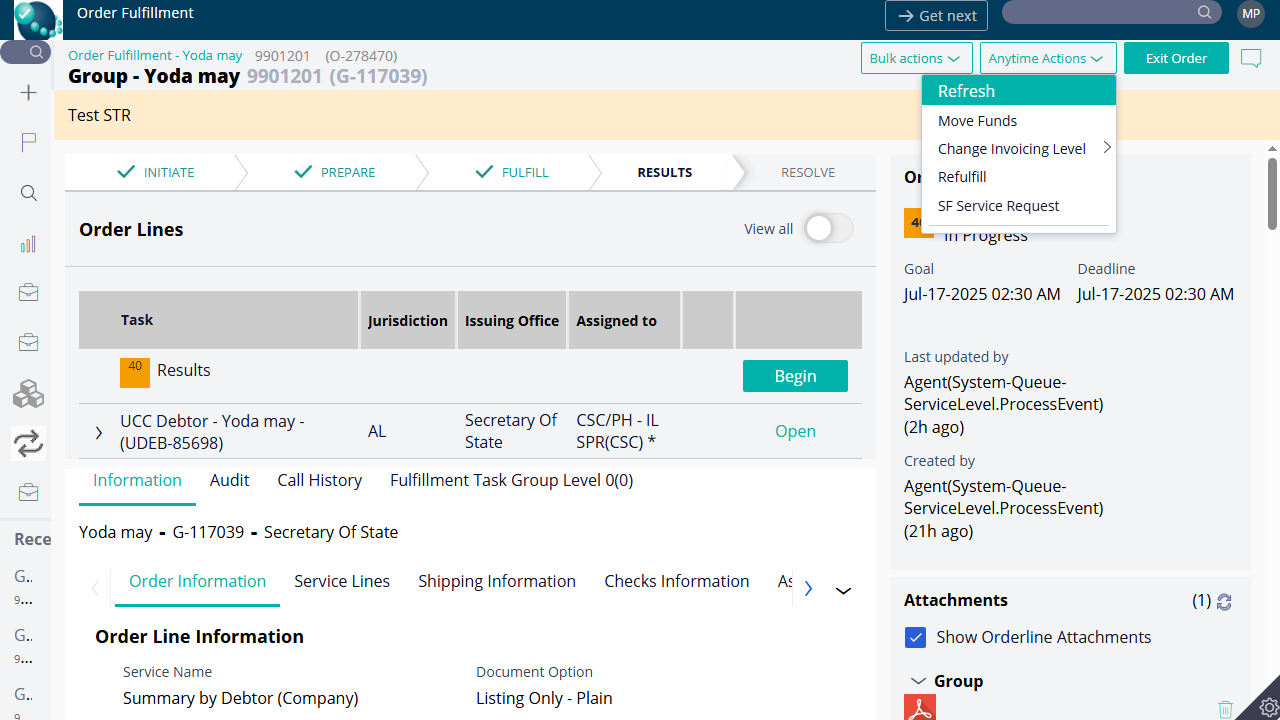 Order Fulfillment
Get next
MP
Order Fulfillment - Yoda may 9901201 (O-278470)
Group - Yoda may 9901201 (G-117039)
Bulk actions
Anytime Actions
Exit Order
Refresh
Move Funds
Change Invoicing Level
Refulfill
SF Service Request
Test STR
INITIATE
PREPARE
FULFILL
RESULTS
RESOLVE
Order Lines
View all
Task
Jurisdiction
Issuing Office
Assigned to
40
Results
Begin
UCC Debtor - Yoda may -
(UDEB-85698)
AL
Secretary Of
State
CSC/PH - IL
SPR(CSC) *
Open
Information
Audit
Call History
Fulfillment Task Group Level 0(0)
Yoda may - G-117039 - Secretary Of State
Order Information
Service Lines
Shipping Information
Checks Information
As
Order Line Information
Service Name
Summary by Debtor (Company)
Document Option
Listing Only - Plain
Or
40
In Progress
Goal
Jul-17-2025 02:30 AM
Deadline
Jul-17-2025 02:30 AM
Last updated by
Agent(System-Queue-
ServiceLevel.ProcessEvent)
(2h ago)
Created by
Agent(System-Queue-
ServiceLevel.ProcessEvent)
(21h ago)
Attachments
(1)
Show Orderline Attachments
Group
Rece
G..
9...
G..
9...
G..
9...